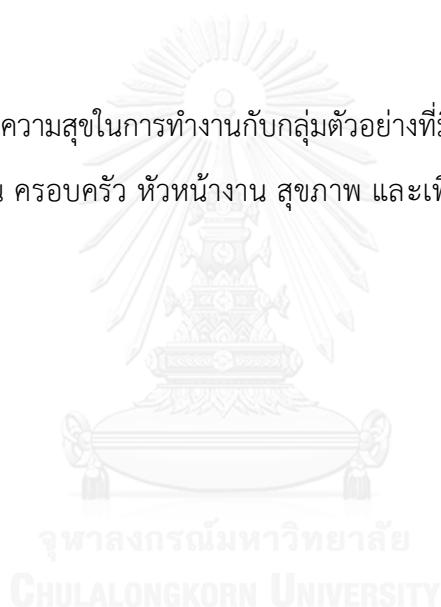 ความสุขในการทำงานกับกลุ่มตัวอย่างที่
ครอบครัว หัวหน้างาน สุขภาพ และ
จุฬาลงกรณ์มหาวิทยาลัย
CHULALONGKORN UNIVERSITY